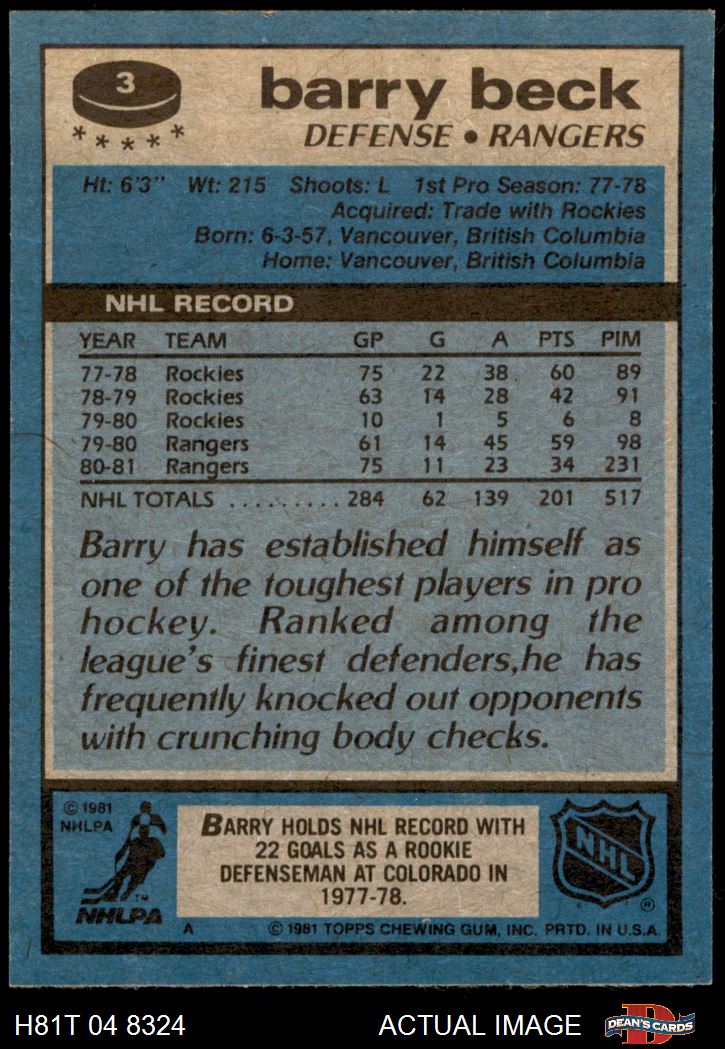 3
barry beck
★ ★ ★ ★ ★
DEFENSE • RANGERS
Ht: 6'3" Wt: 215 Shoots: L 1st Pro Season: 77-78
Acquired: Trade with Rockies
Born: 6-3-57, Vancouver, British Columbia
Home: Vancouver, British Columbia
NHL RECORD
YEAR TEAM GP G A PTS PIM
77-78 Rockies 75 22 38 60 89
78-79 Rockies 63 14 28 42 91
79-80 Rockies 10 1 5 6 8
79-80 Rangers 61 14 45 59 98
80-81 Rangers 75 11 23 34 231
NHL TOTALS .......... 284 62 139 201 517
Barry has established himself as
one of the toughest players in pro
hockey. Ranked among the
league's finest defenders,he has
frequently knocked out opponents
with crunching body checks.
© 1981
NHLPA
TM
NHLPA
BARRY HOLDS NHL RECORD WITH
22 GOALS AS A ROOKIE
DEFENSEMAN AT COLORADO IN
1977-78.
NHL
®
A © 1981 TOPPS CHEWING GUM, INC. PRTD. IN U.S.A.
H81T 04 8324 ACTUAL IMAGE
D
DEAN'S CARDS